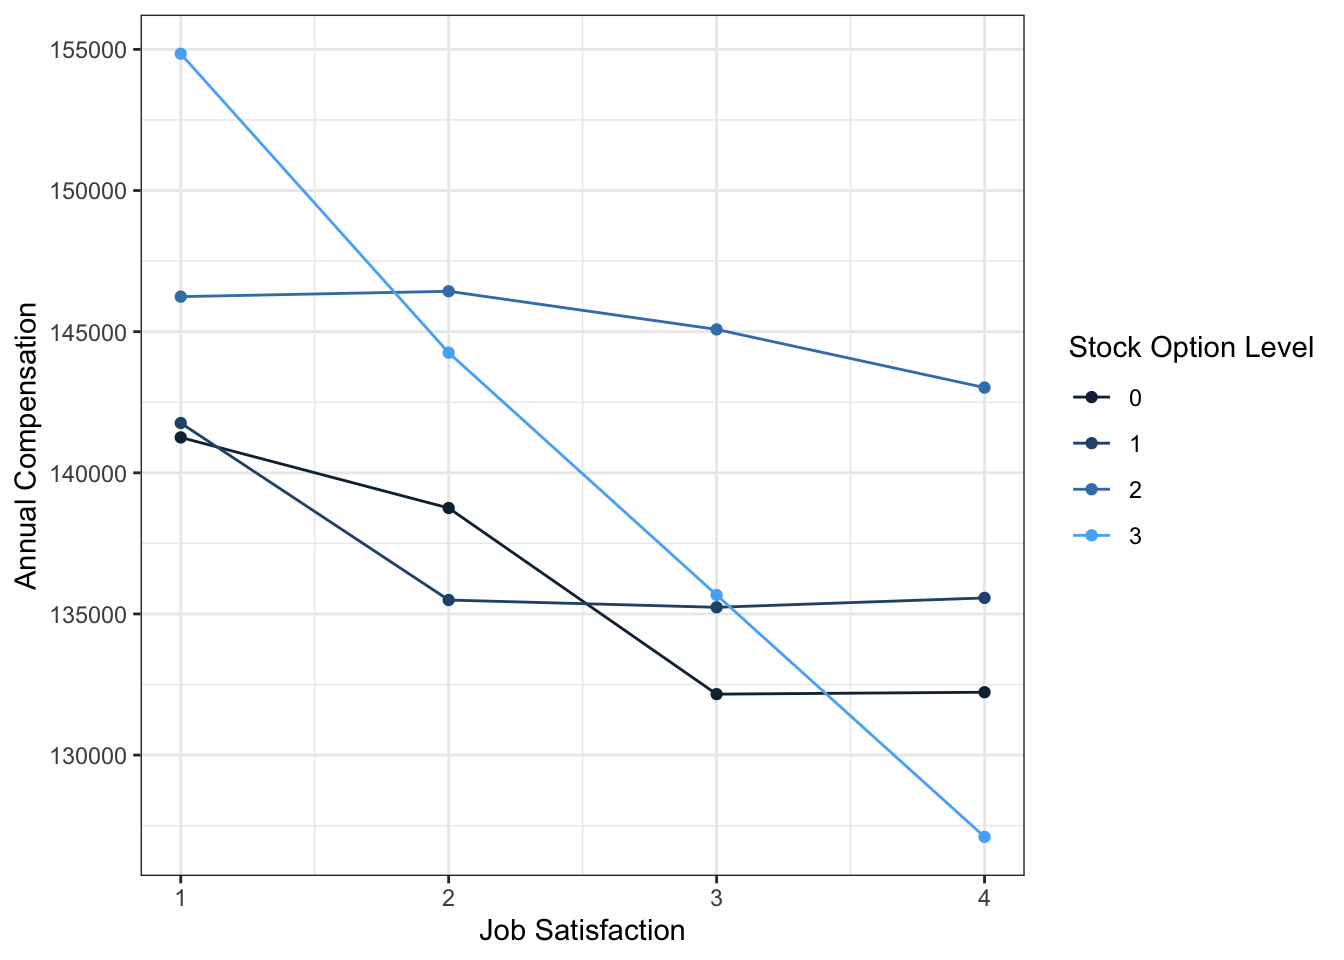 155000
150000
145000
140000
135000
130000
Annual Compensation
1 2 3 4
Job Satisfaction
Stock Option Level
0
1
2
3